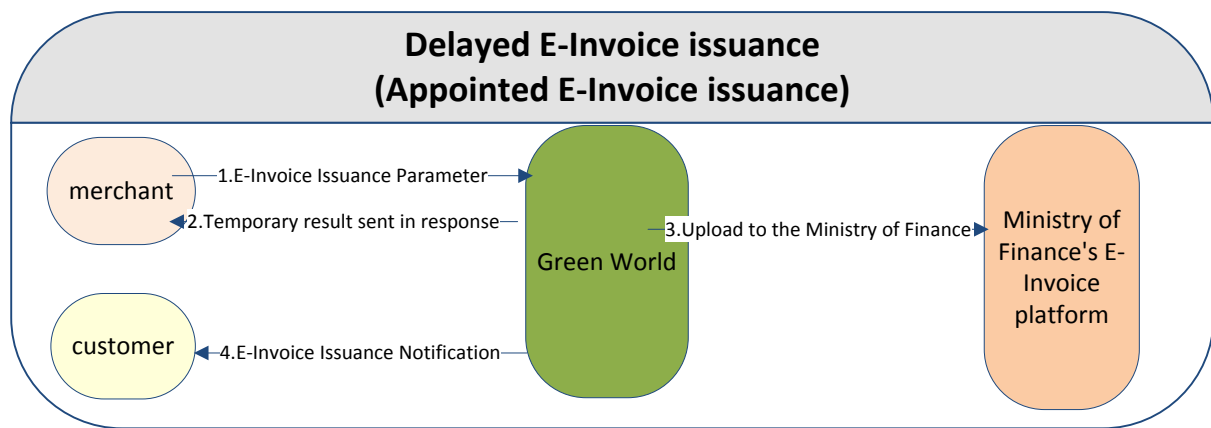 Delayed E-Invoice issuance
(Appointed E-Invoice issuance)
merchant
1.E-Invoice Issuance Parameter
2.Temporary result sent in response
Green World
3.Upload to the Ministry of Finance
Ministry of
Finance's E-
Invoice
platform
customer
4.E-Invoice Issuance Notification